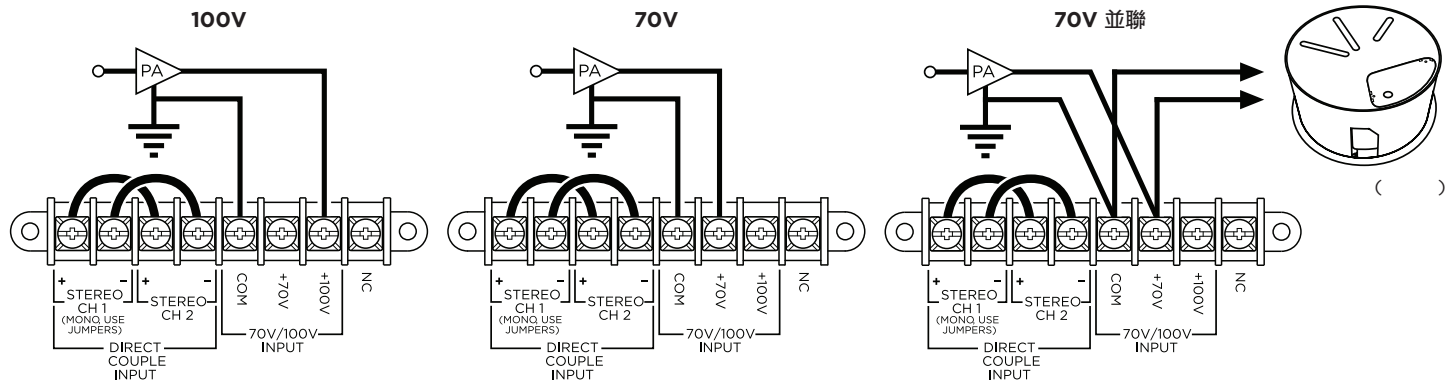 100V
PA
+ - + -
STEREO
CH 1
(MONO, USE
JUMPERS)
STEREO
CH 2
COM
+70V
+100V
NC
DIRECT
COUPLE
INPUT
70V/100V
INPUT
70V
PA
+ - + -
STEREO
CH 1
(MONO, USE
JUMPERS)
STEREO
CH 2
COM
+70V
+100V
NC
DIRECT
COUPLE
INPUT
70V/100V
INPUT
70V 並聯
PA
( )
+ - + -
STEREO
CH 1
(MONO, USE
JUMPERS)
STEREO
CH 2
COM
+70V
+100V
NC
DIRECT
COUPLE
INPUT
70V/100V
INPUT